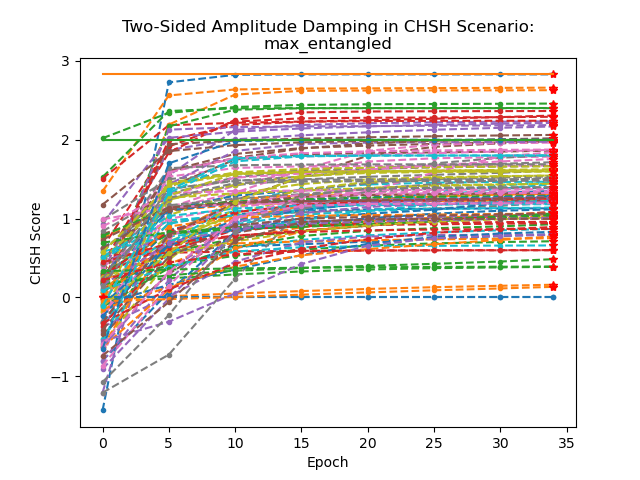 Two-Sided Amplitude Damping in CHSH Scenario:
max_entangled
3
2
1
0
−1
CHSH Score
0 5 10 15 20 25 30 35
Epoch